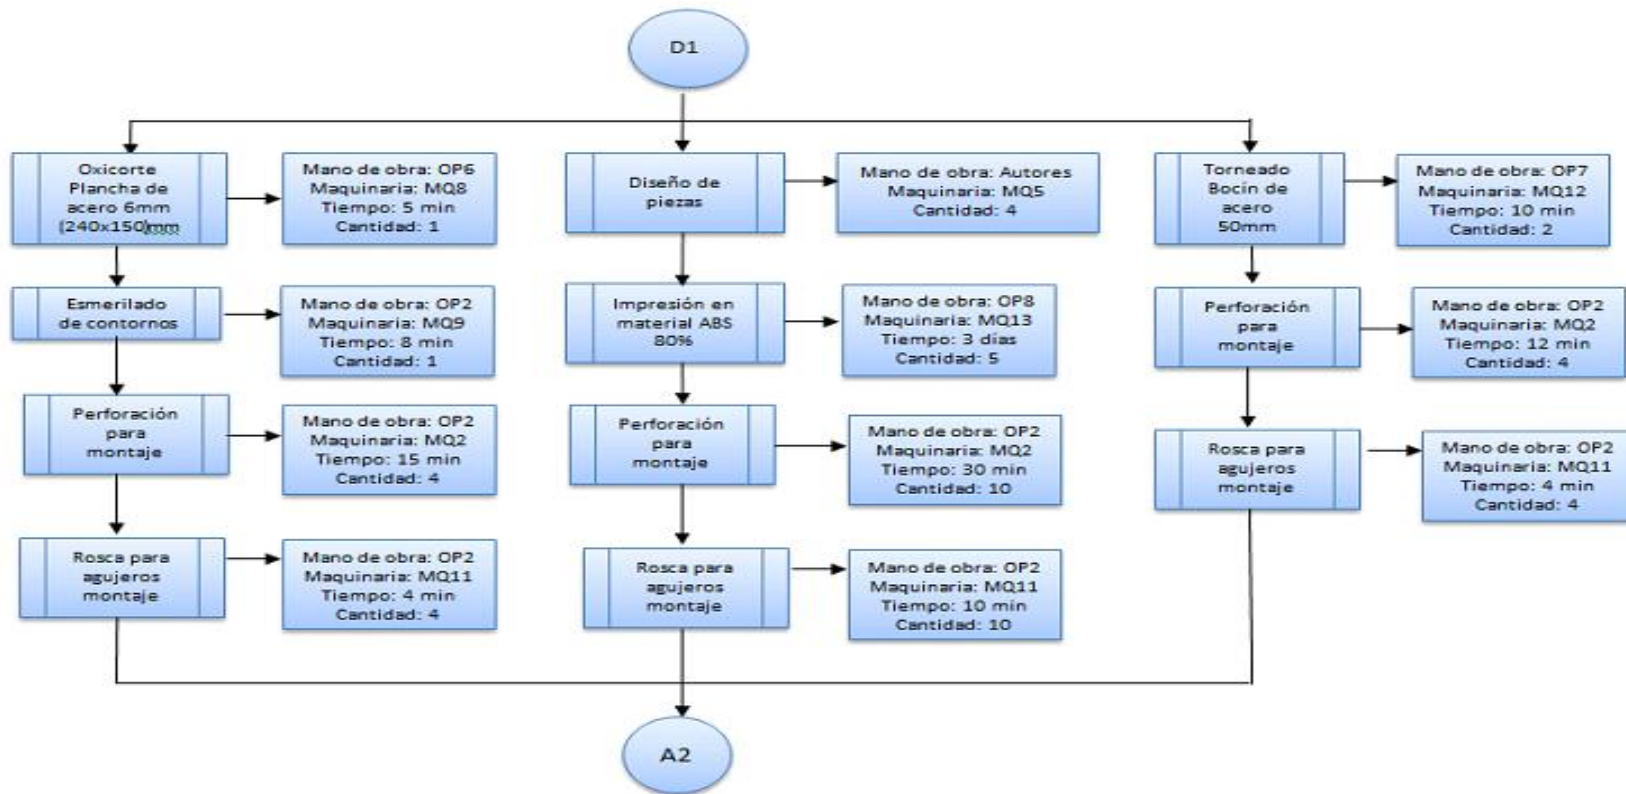 D1
Oxicorte
Plancha de
acero 6mm
(240x150)mm
Mano de obra: OP6
Maquinaria: MQ8
Tiempo: 5 min
Cantidad: 1
Esmerilado
de contornos
Mano de obra: OP2
Maquinaria: MQ9
Tiempo: 8 min
Cantidad: 1
Perforación
para
montaje
Mano de obra: OP2
Maquinaria: MQ2
Tiempo: 15 min
Cantidad: 4
Rosca para
agujeros
montaje
Mano de obra: OP2
Maquinaria: MQ11
Tiempo: 4 min
Cantidad: 4
Diseño de
piezas
Mano de obra: Autores
Maquinaria: MQ5
Cantidad: 4
Impresión en
material ABS
80%
Mano de obra: OP8
Maquinaria: MQ13
Tiempo: 3 días
Cantidad: 5
Perforación
para
montaje
Mano de obra: OP2
Maquinaria: MQ2
Tiempo: 30 min
Cantidad: 10
Rosca para
agujeros
montaje
Mano de obra: OP2
Maquinaria: MQ11
Tiempo: 10 min
Cantidad: 10
Torneado
Bocín de
acero
50mm
Mano de obra: OP7
Maquinaria: MQ12
Tiempo: 10 min
Cantidad: 2
Perforación
para
montaje
Mano de obra: OP2
Maquinaria: MQ2
Tiempo: 12 min
Cantidad: 4
Rosca para
agujeros
montaje
Mano de obra: OP2
Maquinaria: MQ11
Tiempo: 4 min
Cantidad: 4
A2